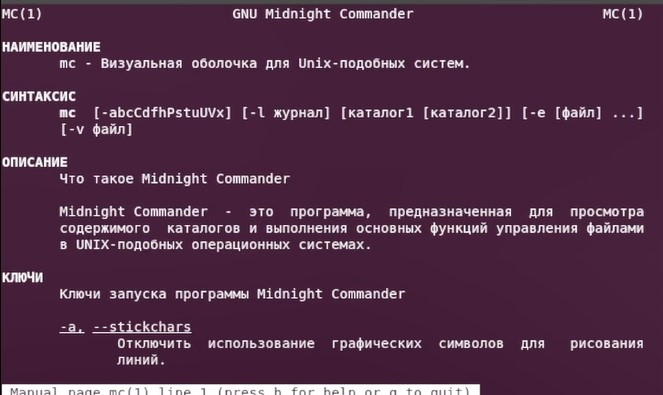 MC(1) GNU Midnight Commander MC(1)
НАИМЕНОВАНИЕ
mc - Визуальная оболочка для Unix-подобных систем.
СИНТАКСИС
mc [-abcCdfhPstuUVx] [-l журнал] [каталог1 [каталог2]] [-e [файл] ...]
[-v файл]
ОПИСАНИЕ
Что такое Midnight Commander
Midnight Commander - это программа, предназначенная для просмотра
содержимого каталогов и выполнения основных функций управления файлами
в UNIX-подобных операционных системах.
КЛЮЧИ
Ключи запуска программы Midnight Commander
-a, --stickchars
Отключить использование графических символов для рисования
линий.
Manual page mc(1) line 1 (press h for help or q to quit)